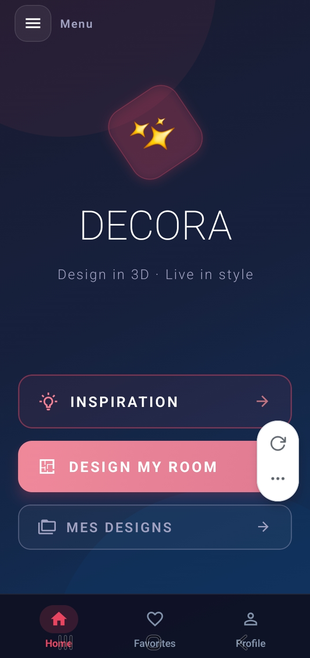 Menu
DECORA
Design in 3D · Live in style
INSPIRATION
DESIGN MY ROOM
MES DESIGNS
Home
Favorites
Profile